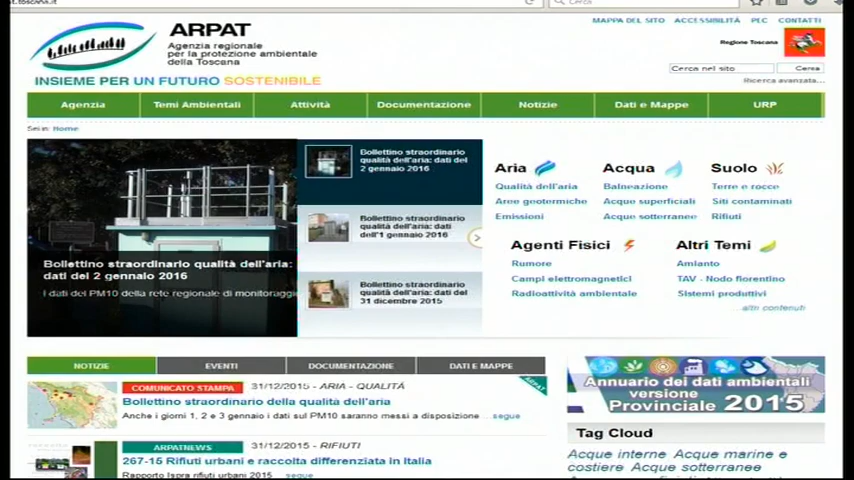 Cerca
MAPPA DEL SITO ACCESSIBILITÀ PEC CONTATTI
ARPAT
Agenzia regionale
per la protezione ambientale
della Toscana
INSIEME PER UN FUTURO SOSTENIBILE
Regione Toscana
Cerca nel sito Cerca
Ricerca avanzata...
Agenzia Temi Ambientali Attività Documentazione Notizie Dati e Mappe URP
Sei in: Home
Bollettino straordinario qualità dell'aria:
dati del 2 gennaio 2016
I dati del PM10 della rete regionale di monitoraggio
Bollettino straordinario
qualità dell'aria: dati del
2 gennaio 2016
Bollettino straordinario
qualità dell'aria: dati
dell'1 gennaio 2016
Bollettino straordinario
qualità dell'aria: dati del
31 dicembre 2015
Aria
Qualità dell'aria
Aree geotermiche
Emissioni
Acqua
Balneazione
Acque superficiali
Acque sotterranee
Suolo
Terre e rocce
Siti contaminati
Rifiuti
Agenti Fisici
Rumore
Campi elettromagnetici
Radioattività ambientale
Altri Temi
Amianto
TAV - Nodo fiorentino
Sistemi produttivi
... altri contenuti
NOTIZIE EVENTI DOCUMENTAZIONE DATI E MAPPE
ARPAT
COMUNICATO STAMPA 31/12/2015 - ARIA - QUALITÀ
Bollettino straordinario della qualità dell'aria
Anche i giorni 1, 2 e 3 gennaio i dati sul PM10 saranno messi a disposizione ... segue
ARPATNEWS 31/12/2015 - RIFIUTI
267-15 Rifiuti urbani e raccolta differenziata in Italia
Rapporto Ispra rifiuti urbani 2015 segue
Annuario dei dati ambientali
versione
Provinciale 2015
Tag Cloud
Acque interne Acque marine e
costiere Acque sotterranee